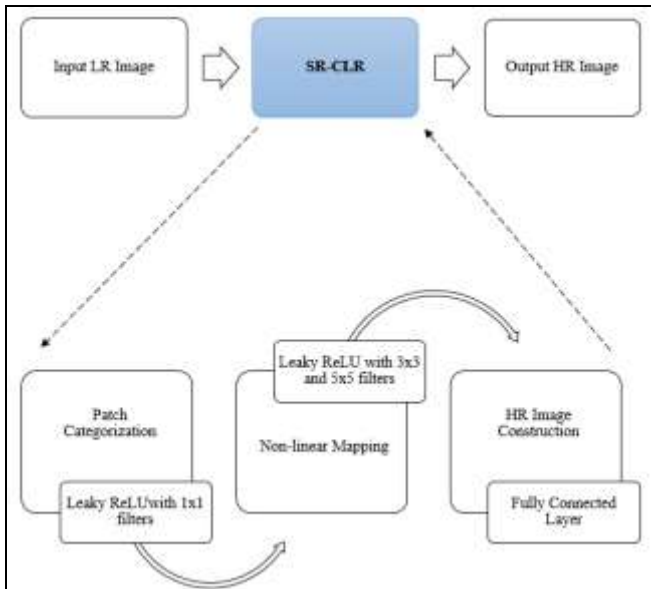 Input LR Image
SR-CLR
Output HR Image
Patch
Categorization
Leaky ReLUwith 1x1
filters
Leaky ReLU with 3x3
and 5x5 filters
Non-linear Mapping
HR Image
Construction
Fully Connected
Layer